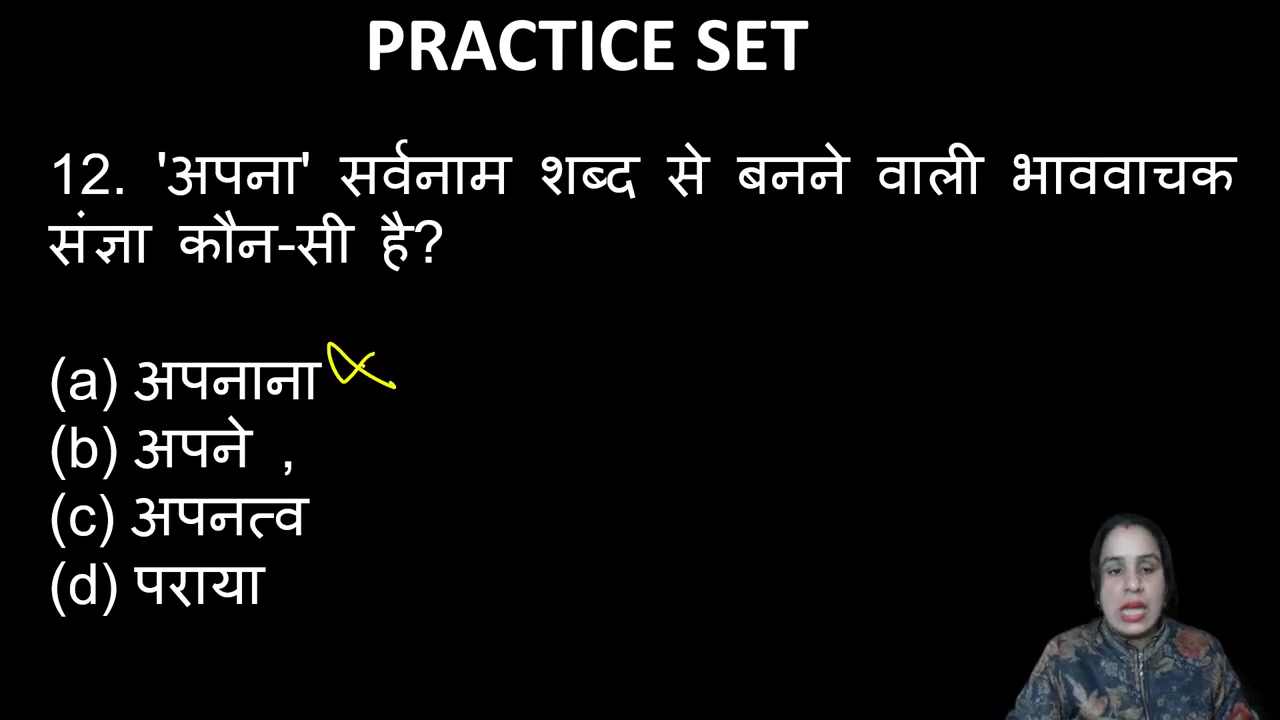 PRACTICE SET
12. 'अपना' सर्वनाम शब्द से बनने वाली भाववाचक
संज्ञा कौन-सी है?
(a) अपनाना
(b) अपने ,
(c) अपनत्व
(d) पराया